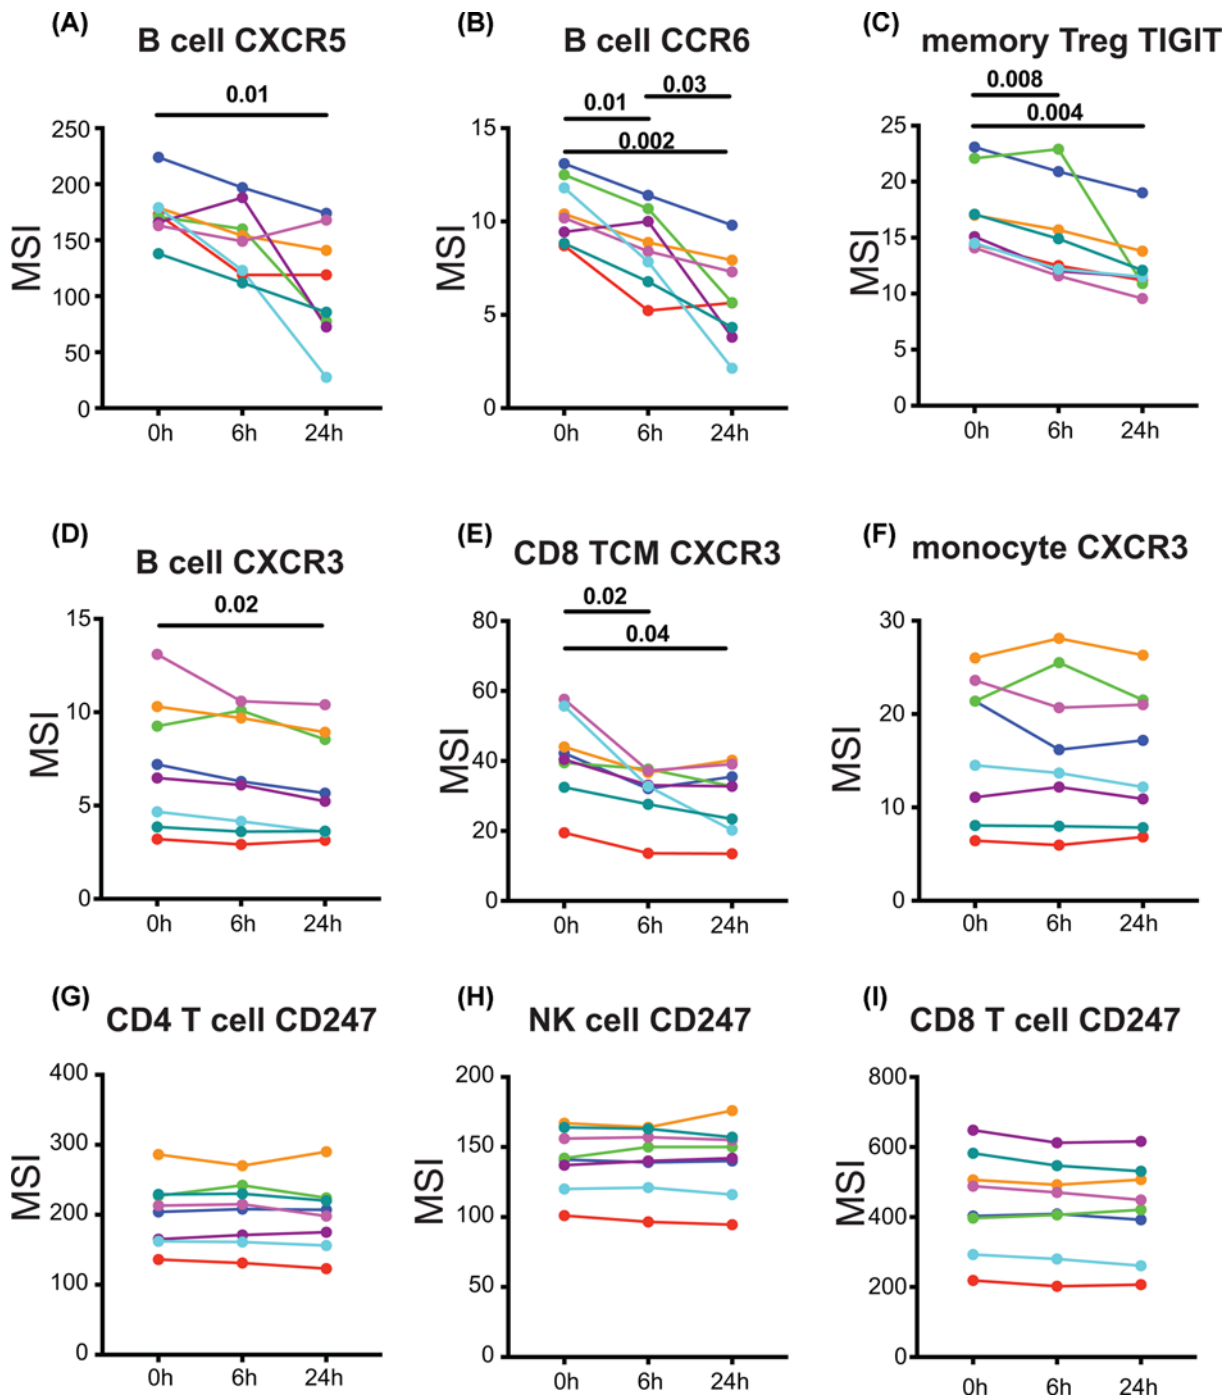 (A) B cell CXCR5
0.01
250
200
150
100
50
0
MSI
0h 6h 24h
(B) B cell CCR6
0.03
0.01
0.002
15
10
5
0
MSI
0h 6h 24h
(C) memory Treg TIGIT
0.008
0.004
25
20
15
10
5
0
MSI
0h 6h 24h
(D) B cell CXCR3
0.02
15
10
5
0
MSI
0h 6h 24h
(E) CD8 TCM CXCR3
0.02
0.04
80
60
40
20
0
MSI
0h 6h 24h
(F) monocyte CXCR3
30
20
10
0
MSI
0h 6h 24h
(G) CD4 T cell CD247
400
300
200
100
0
MSI
0h 6h 24h
(H) NK cell CD247
200
150
100
50
0
MSI
0h 6h 24h
(I) CD8 T cell CD247
800
600
400
200
0
MSI
0h 6h 24h